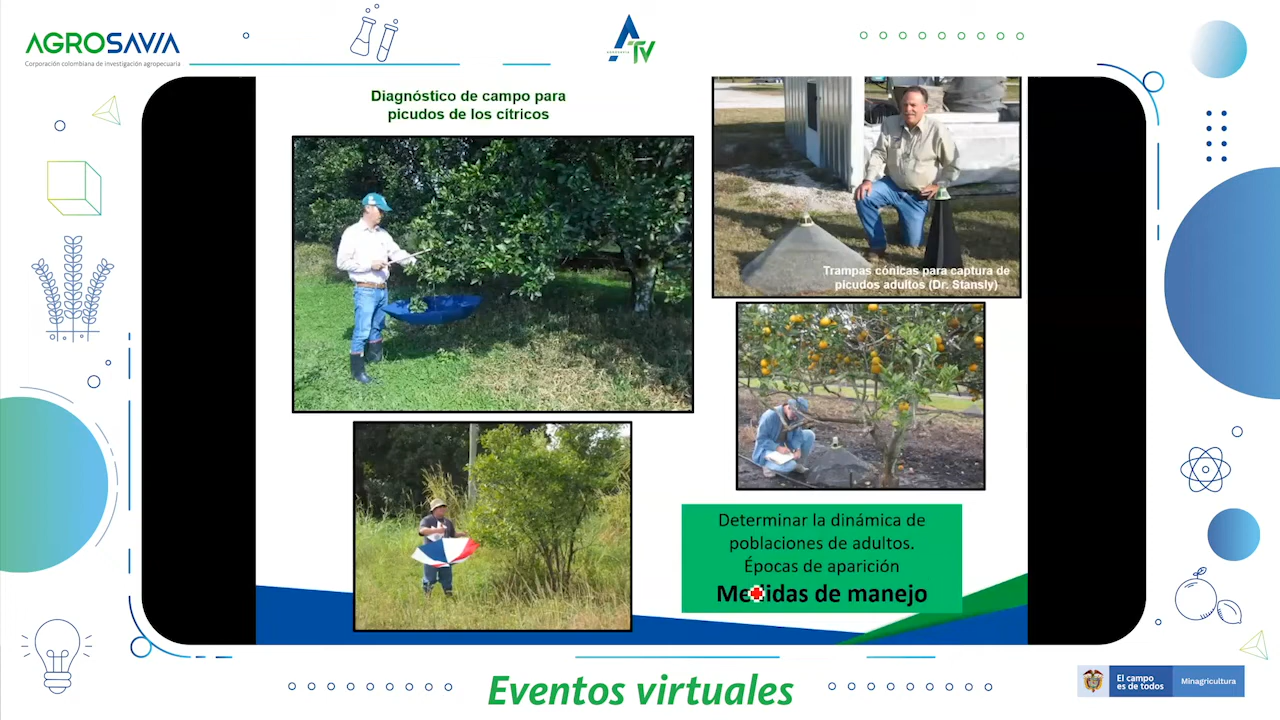 AGROSAVIA
Corporación colombiana de investigación agropecuaria
ATV
Diagnóstico de campo para
picudos de los cítricos
Trampas cónicas para captura de
picudos adultos (Dr. Stansly)
Determinar la dinámica de
poblaciones de adultos.
Épocas de aparición
Medidas de manejo
Eventos virtuales
El campo
es de todos
Minagricultura